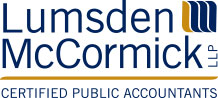 Lumsden
McCormick LLP
CERTIFIED PUBLIC ACCOUNTANTS